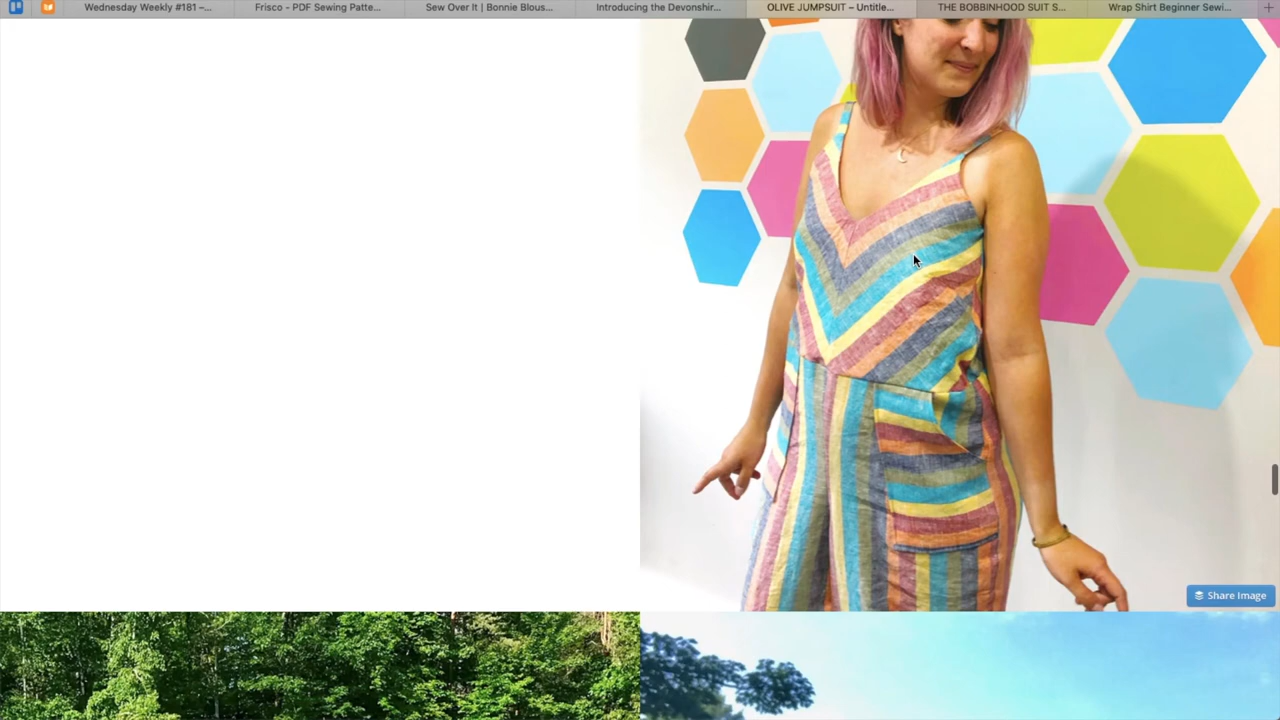 Wednesday Weekly #181 –...
Frisco - PDF Sewing Patte...
Sew Over It | Bonnie Blous...
Introducing the Devonshir...
OLIVE JUMPSUIT – Untitle...
THE BOBBINHOOD SUIT S...
Wrap Shirt Beginner Sewi...
Share Image